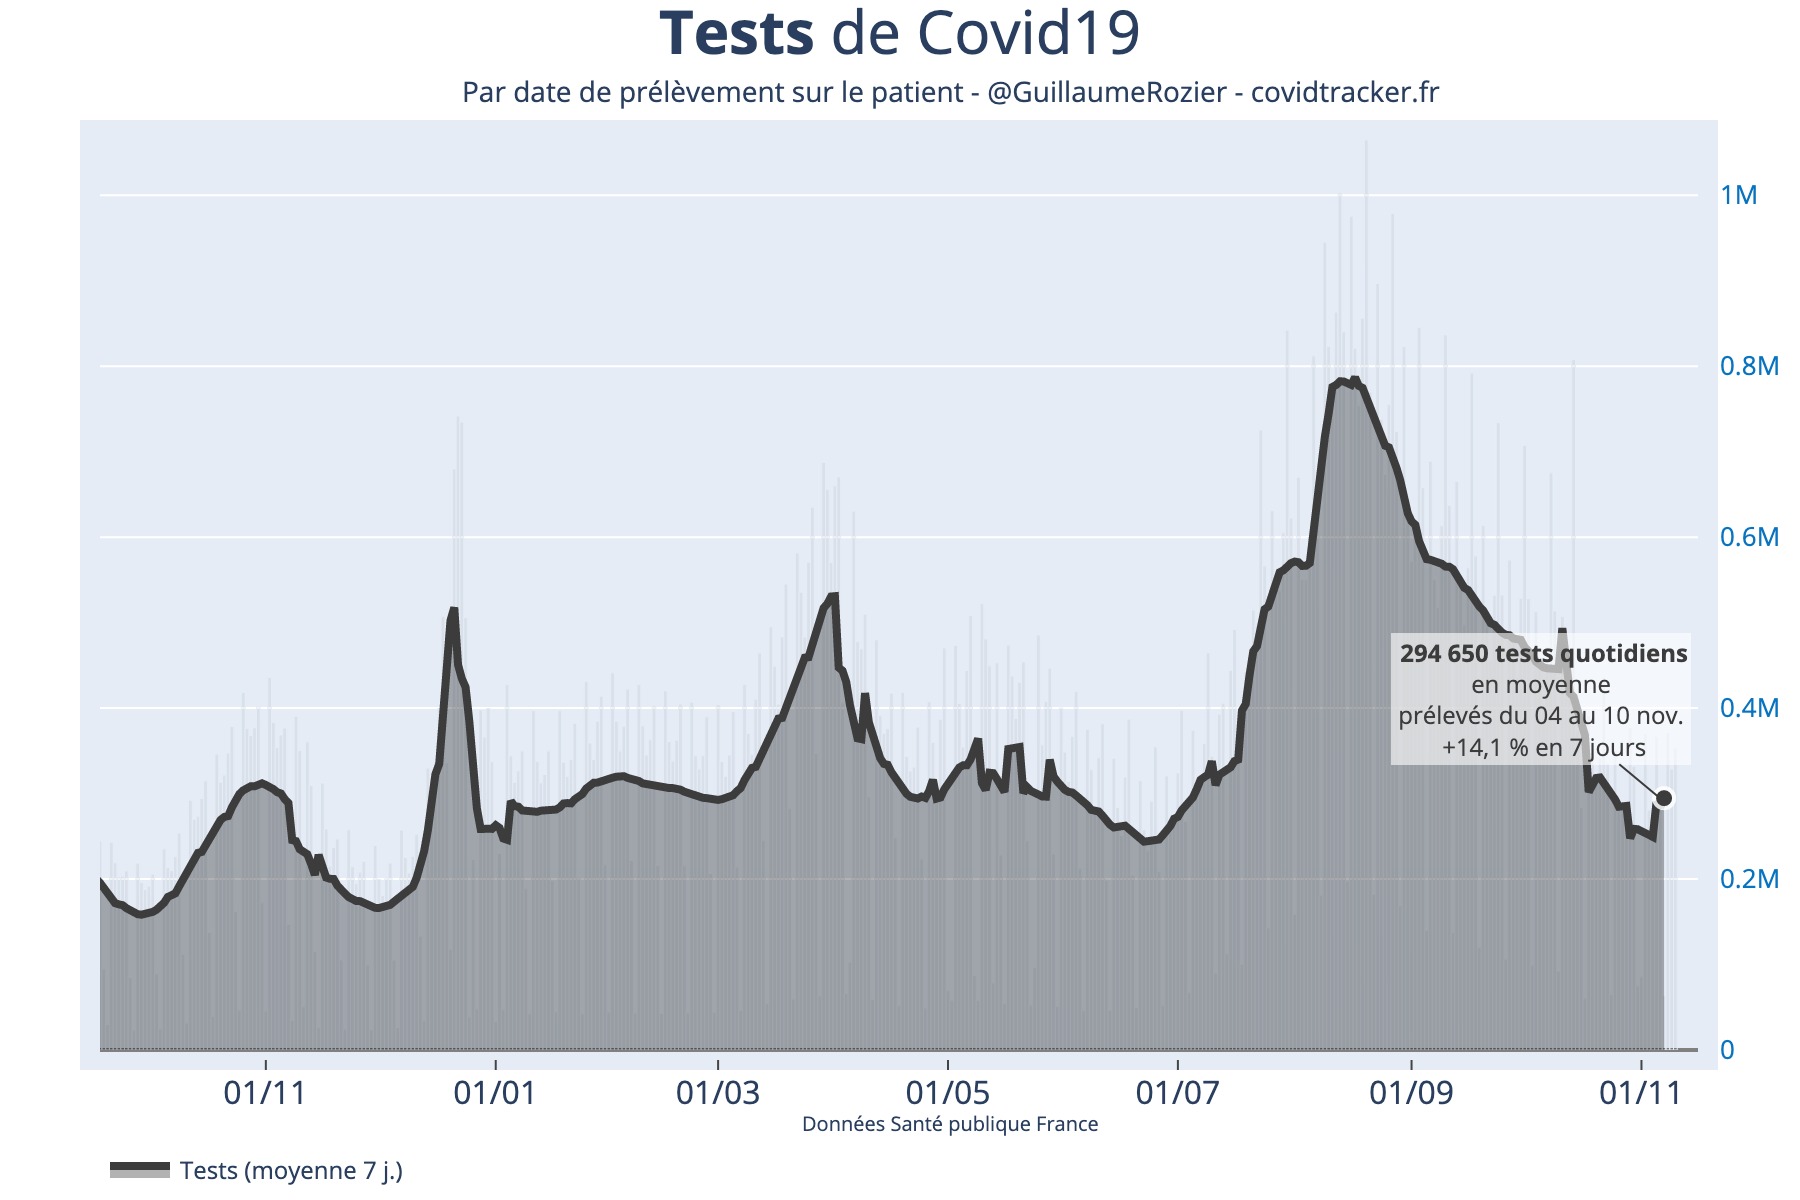 Tests de Covid19
Par date de prélèvement sur le patient - @GuillaumeRozier - covidtracker.fr
1M
0.8M
0.6M
294 650 tests quotidiens
en moyenne
prélevés du 04 au 10 nov.
+14,1 % en 7 jours
0.4M
0.2M
0
01/11
01/01
01/03
01/05
01/07
01/09
01/11
Données Santé publique France
Tests (moyenne 7 j.)